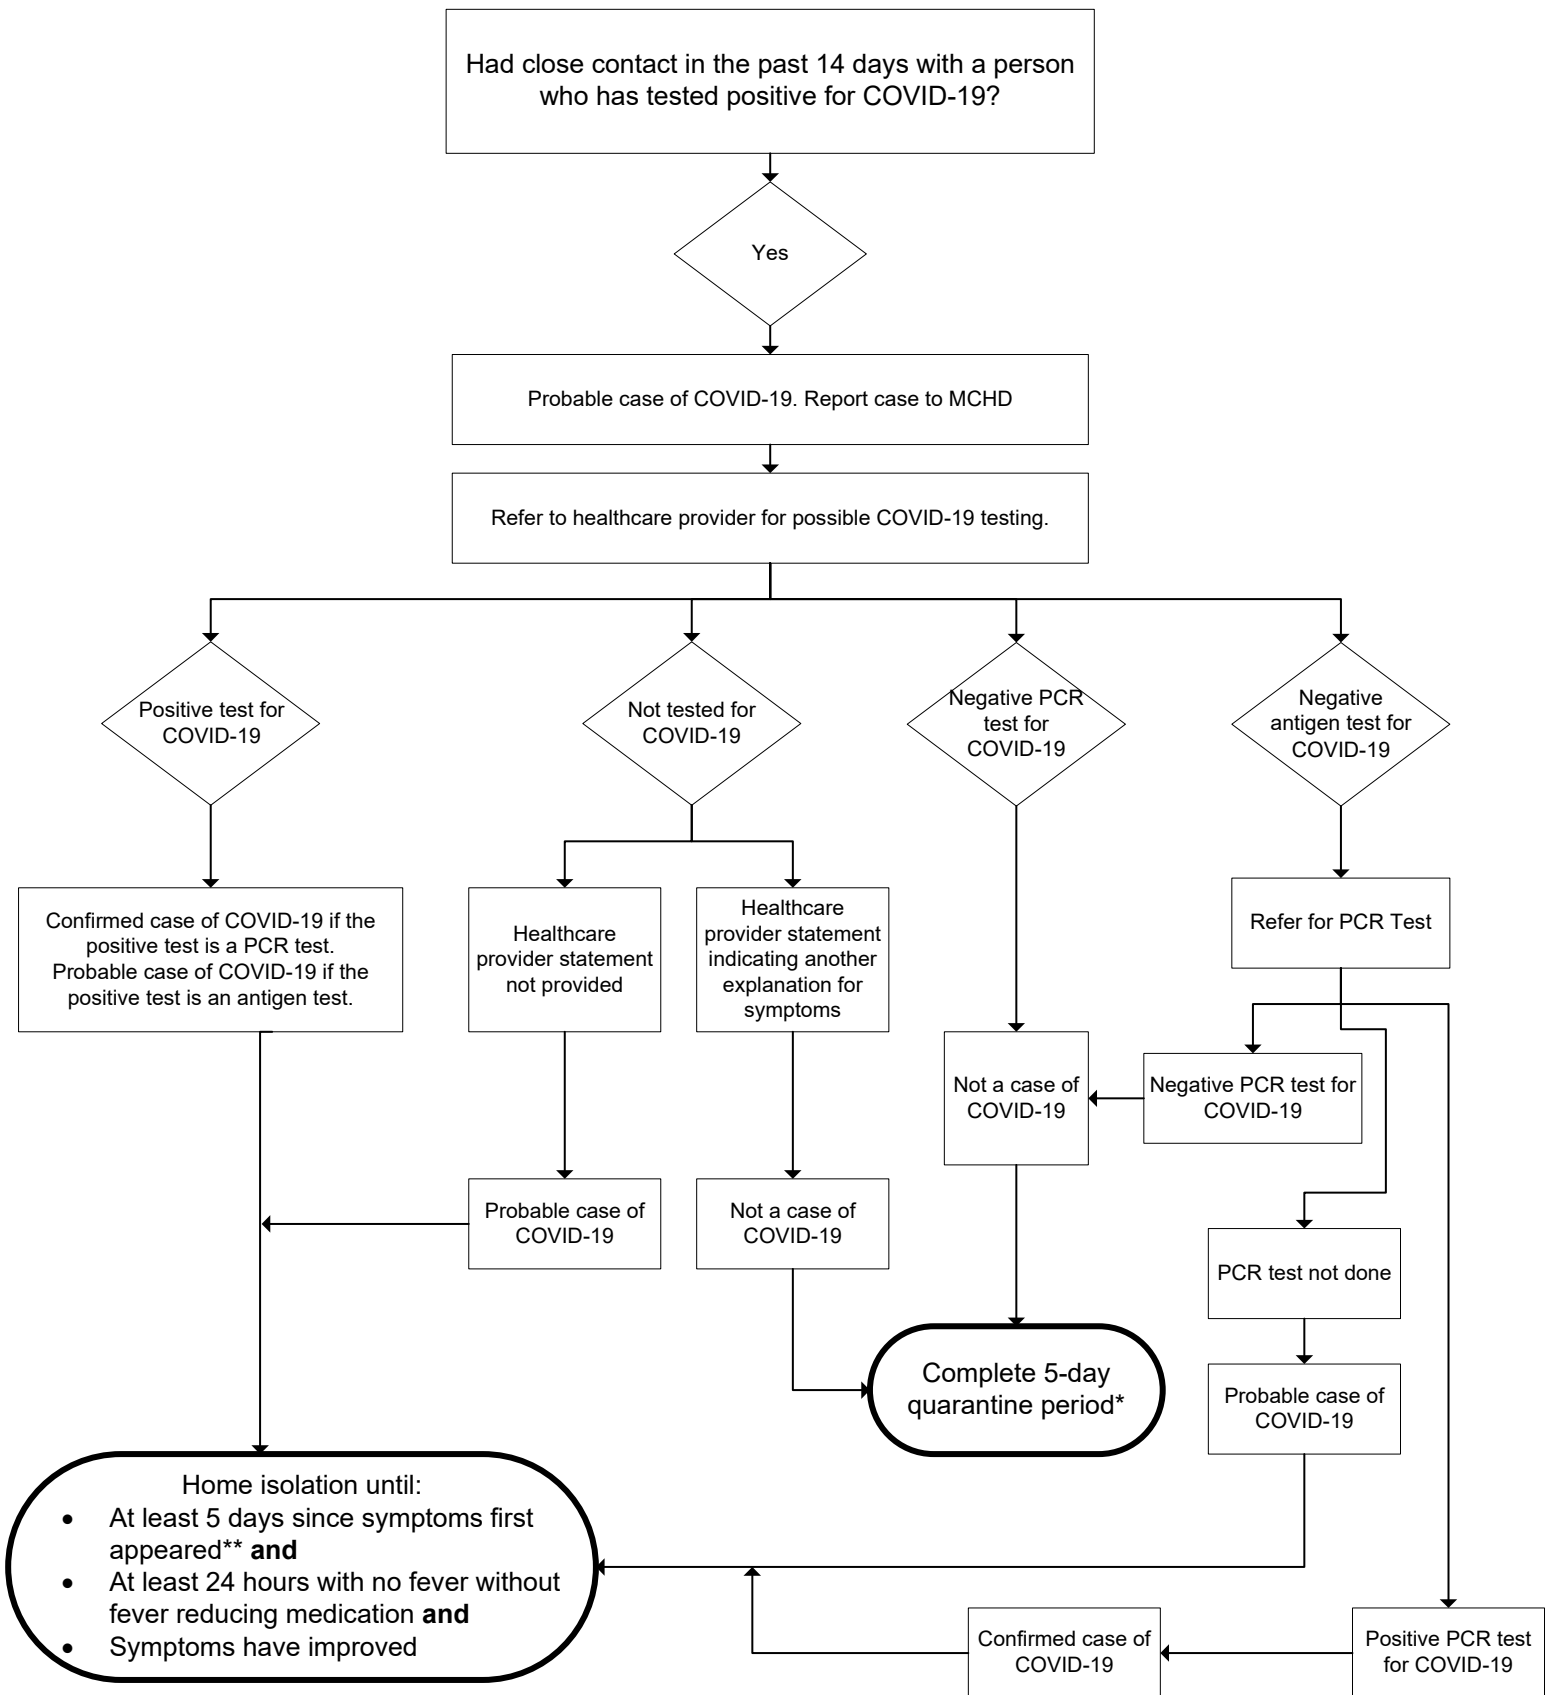 Had close contact in the past 14 days with a person
who has tested positive for COVID-19?
Yes
Probable case of COVID-19. Report case to MCHD
Refer to healthcare provider for possible COVID-19 testing.
Positive test for
COVID-19
Not tested for
COVID-19
Negative PCR
test for
COVID-19
Negative
antigen test for
COVID-19
Confirmed case of COVID-19 if the
positive test is a PCR test.
Probable case of COVID-19 if the
positive test is an antigen test.
Healthcare
provider statement
not provided
Healthcare
provider statement
indicating another
explanation for
symptoms
Refer for PCR Test
Not a case of
COVID-19
Negative PCR test for
COVID-19
Probable case of
COVID-19
Not a case of
COVID-19
PCR test not done
Complete 5-day
quarantine period*
Probable case of
COVID-19
Home isolation until:
• At least 5 days since symptoms first
appeared** and
• At least 24 hours with no fever without
fever reducing medication and
• Symptoms have improved
Confirmed case of
COVID-19
Positive PCR test
for COVID-19